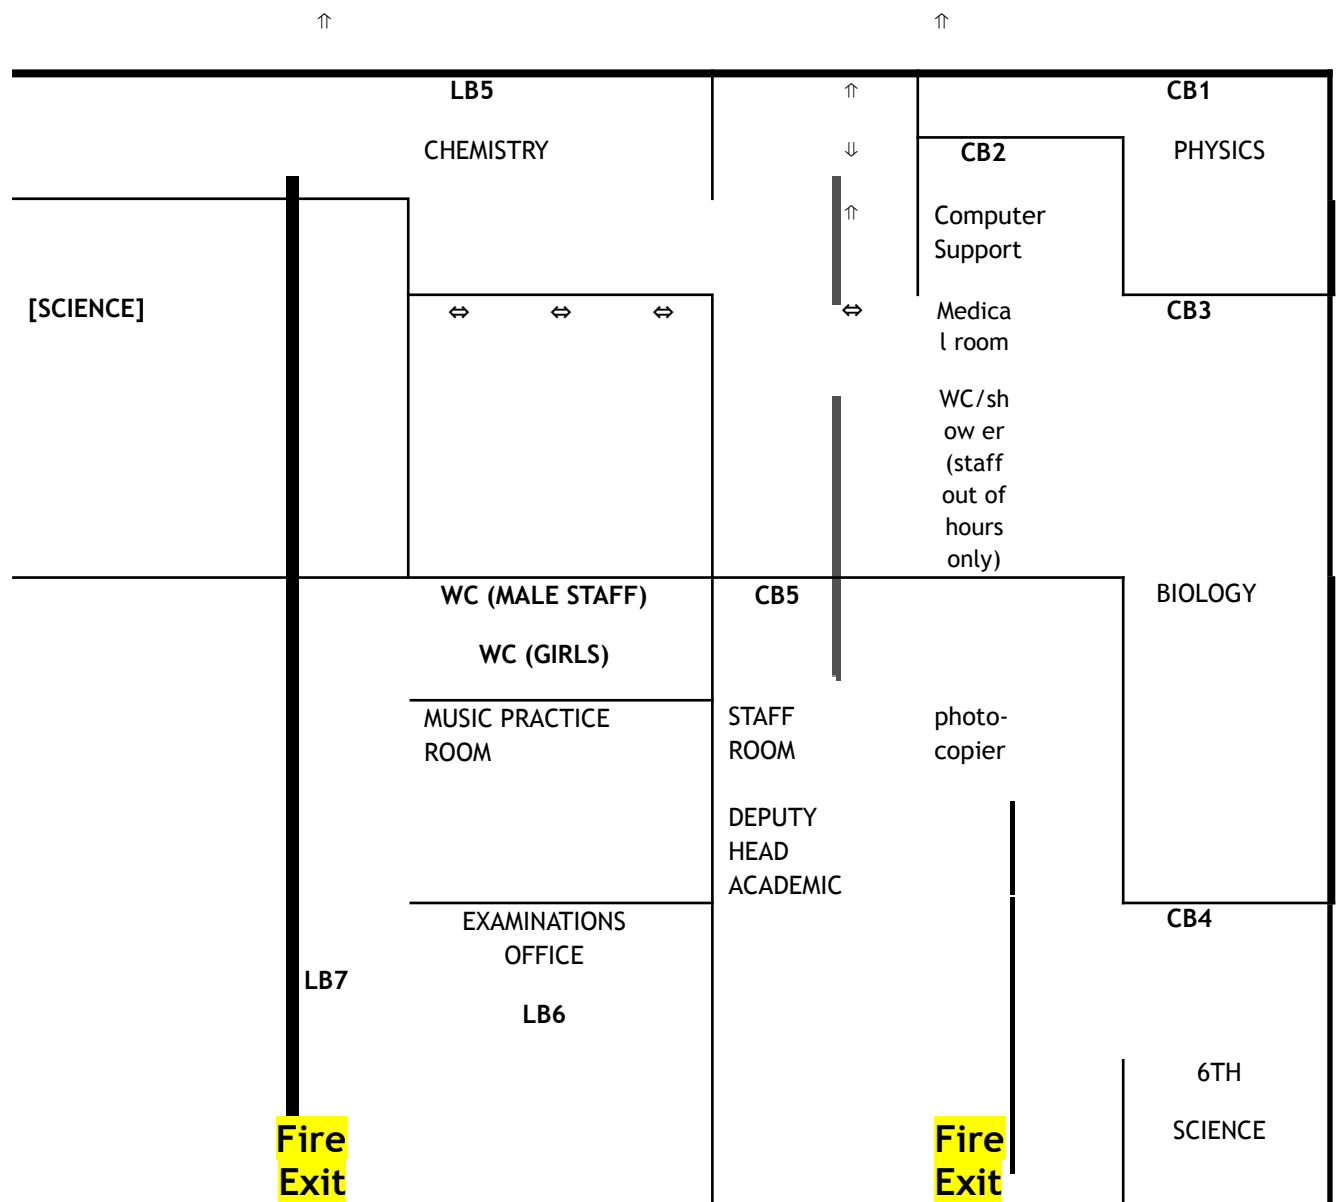 ⇑ ⇑
LB5 ⇑ CB1
CHEMISTRY ⇓ CB2 PHYSICS
⇑ Computer
Support
[SCIENCE] ⇔ ⇔ ⇔ ⇔ Medica CB3
l room
WC/sh
ow er
(staff
out of
hours
only)
WC (MALE STAFF) CB5 BIOLOGY
WC (GIRLS)
MUSIC PRACTICE STAFF photo-
ROOM ROOM copier
DEPUTY
HEAD
ACADEMIC
EXAMINATIONS CB4
OFFICE
LB7
LB6
6TH
Fire Fire SCIENCE
Exit Exit